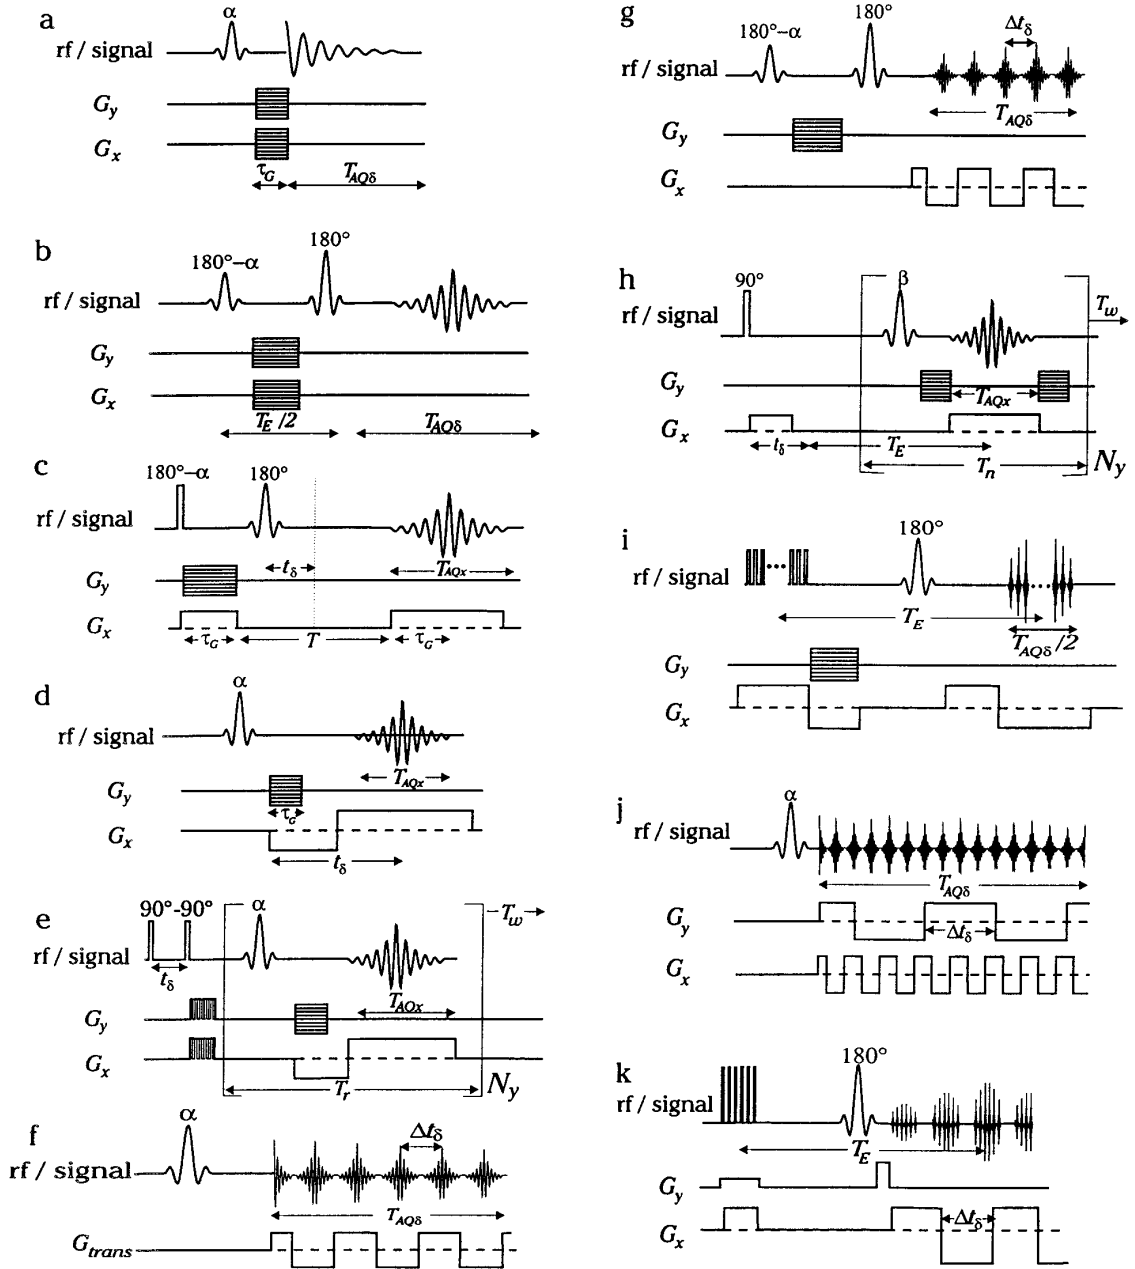 a
α
rf / signal
G_y
G_x
τ_G
T_AQδ
b
180°
180°-α
rf / signal
G_y
G_x
T_E /2
T_AQδ
c
180°-α
180°
rf / signal
t_δ
G_y
T_AQx
G_x
τ_G
T
τ_G
d
α
rf / signal
T_AQx
G_y
τ_G
G_x
t_δ
e
90°-90°
α
T_w
rf / signal
t_δ
T_AQx
G_y
G_x
T_r
N_y
f
α
Δt_δ
rf / signal
T_AQδ
G_trans
g
180°-α
180°
Δt_δ
rf / signal
T_AQδ
G_y
G_x
h
90°
β
T_w
rf / signal
G_y
T_AQx
G_x
t_δ
T_E
T_n
N_y
i
180°
rf / signal
T_E
T_AQδ /2
G_y
G_x
j
α
rf / signal
T_AQδ
G_y
Δt_δ
G_x
k
180°
rf / signal
T_E
G_y
G_x
Δt_δ